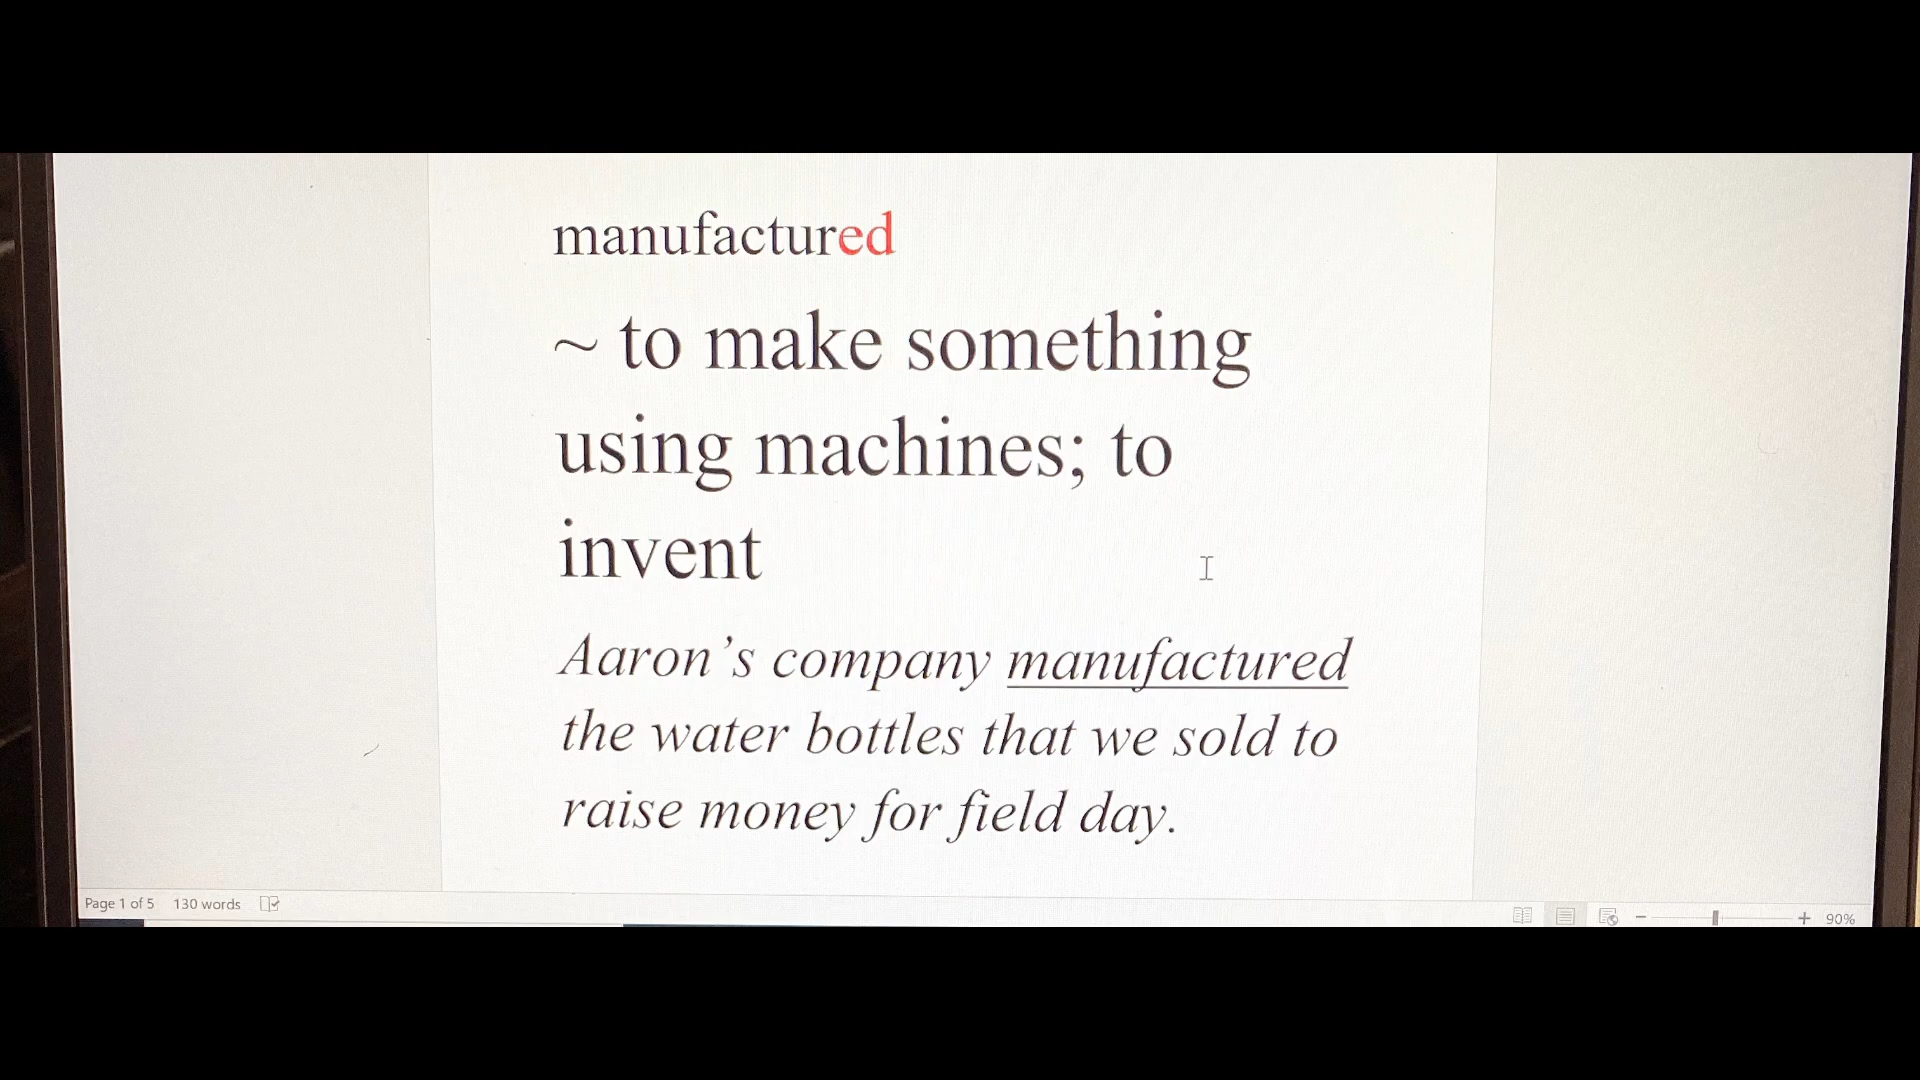 manufactured
~ to make something
using machines; to
invent
Aaron’s company manufactured
the water bottles that we sold to
raise money for field day.
Page 1 of 5 130 words
90%